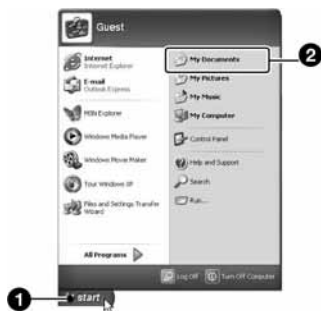 Guest
Internet
Internet Explorer
E-mail
Outlook Express
MSN Explorer
Windows Media Player
Windows Movie Maker
Tour Windows XP
Files and Settings Transfer
Wizard
All Programs
My Documents
My Pictures
My Music
My Computer
Control Panel
Help and Support
Search
Run...
Log Off
Turn Off Computer
start
1
2